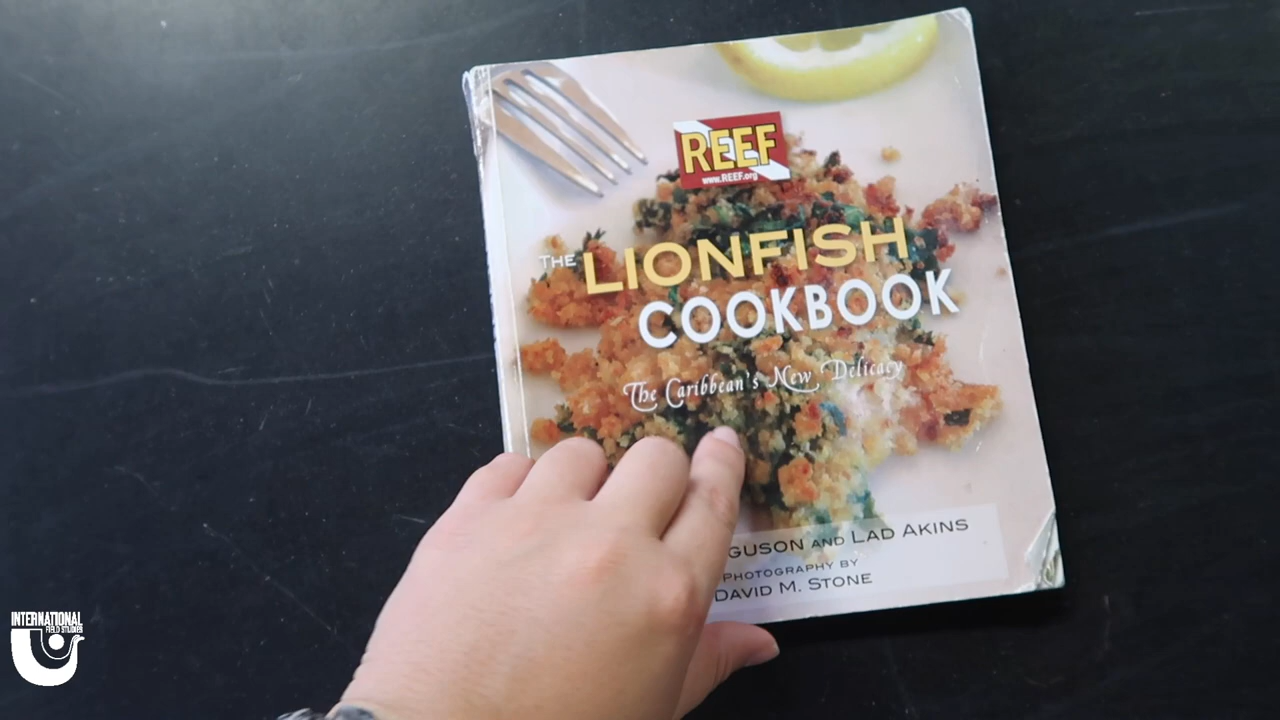 REEF
www.REEF.org
THE LIONFISH
COOKBOOK
The Caribbean's New Delicacy
GUSON AND LAD AKINS
PHOTOGRAPHY BY
DAVID M. STONE
INTERNATIONAL
FIELD STUDIES